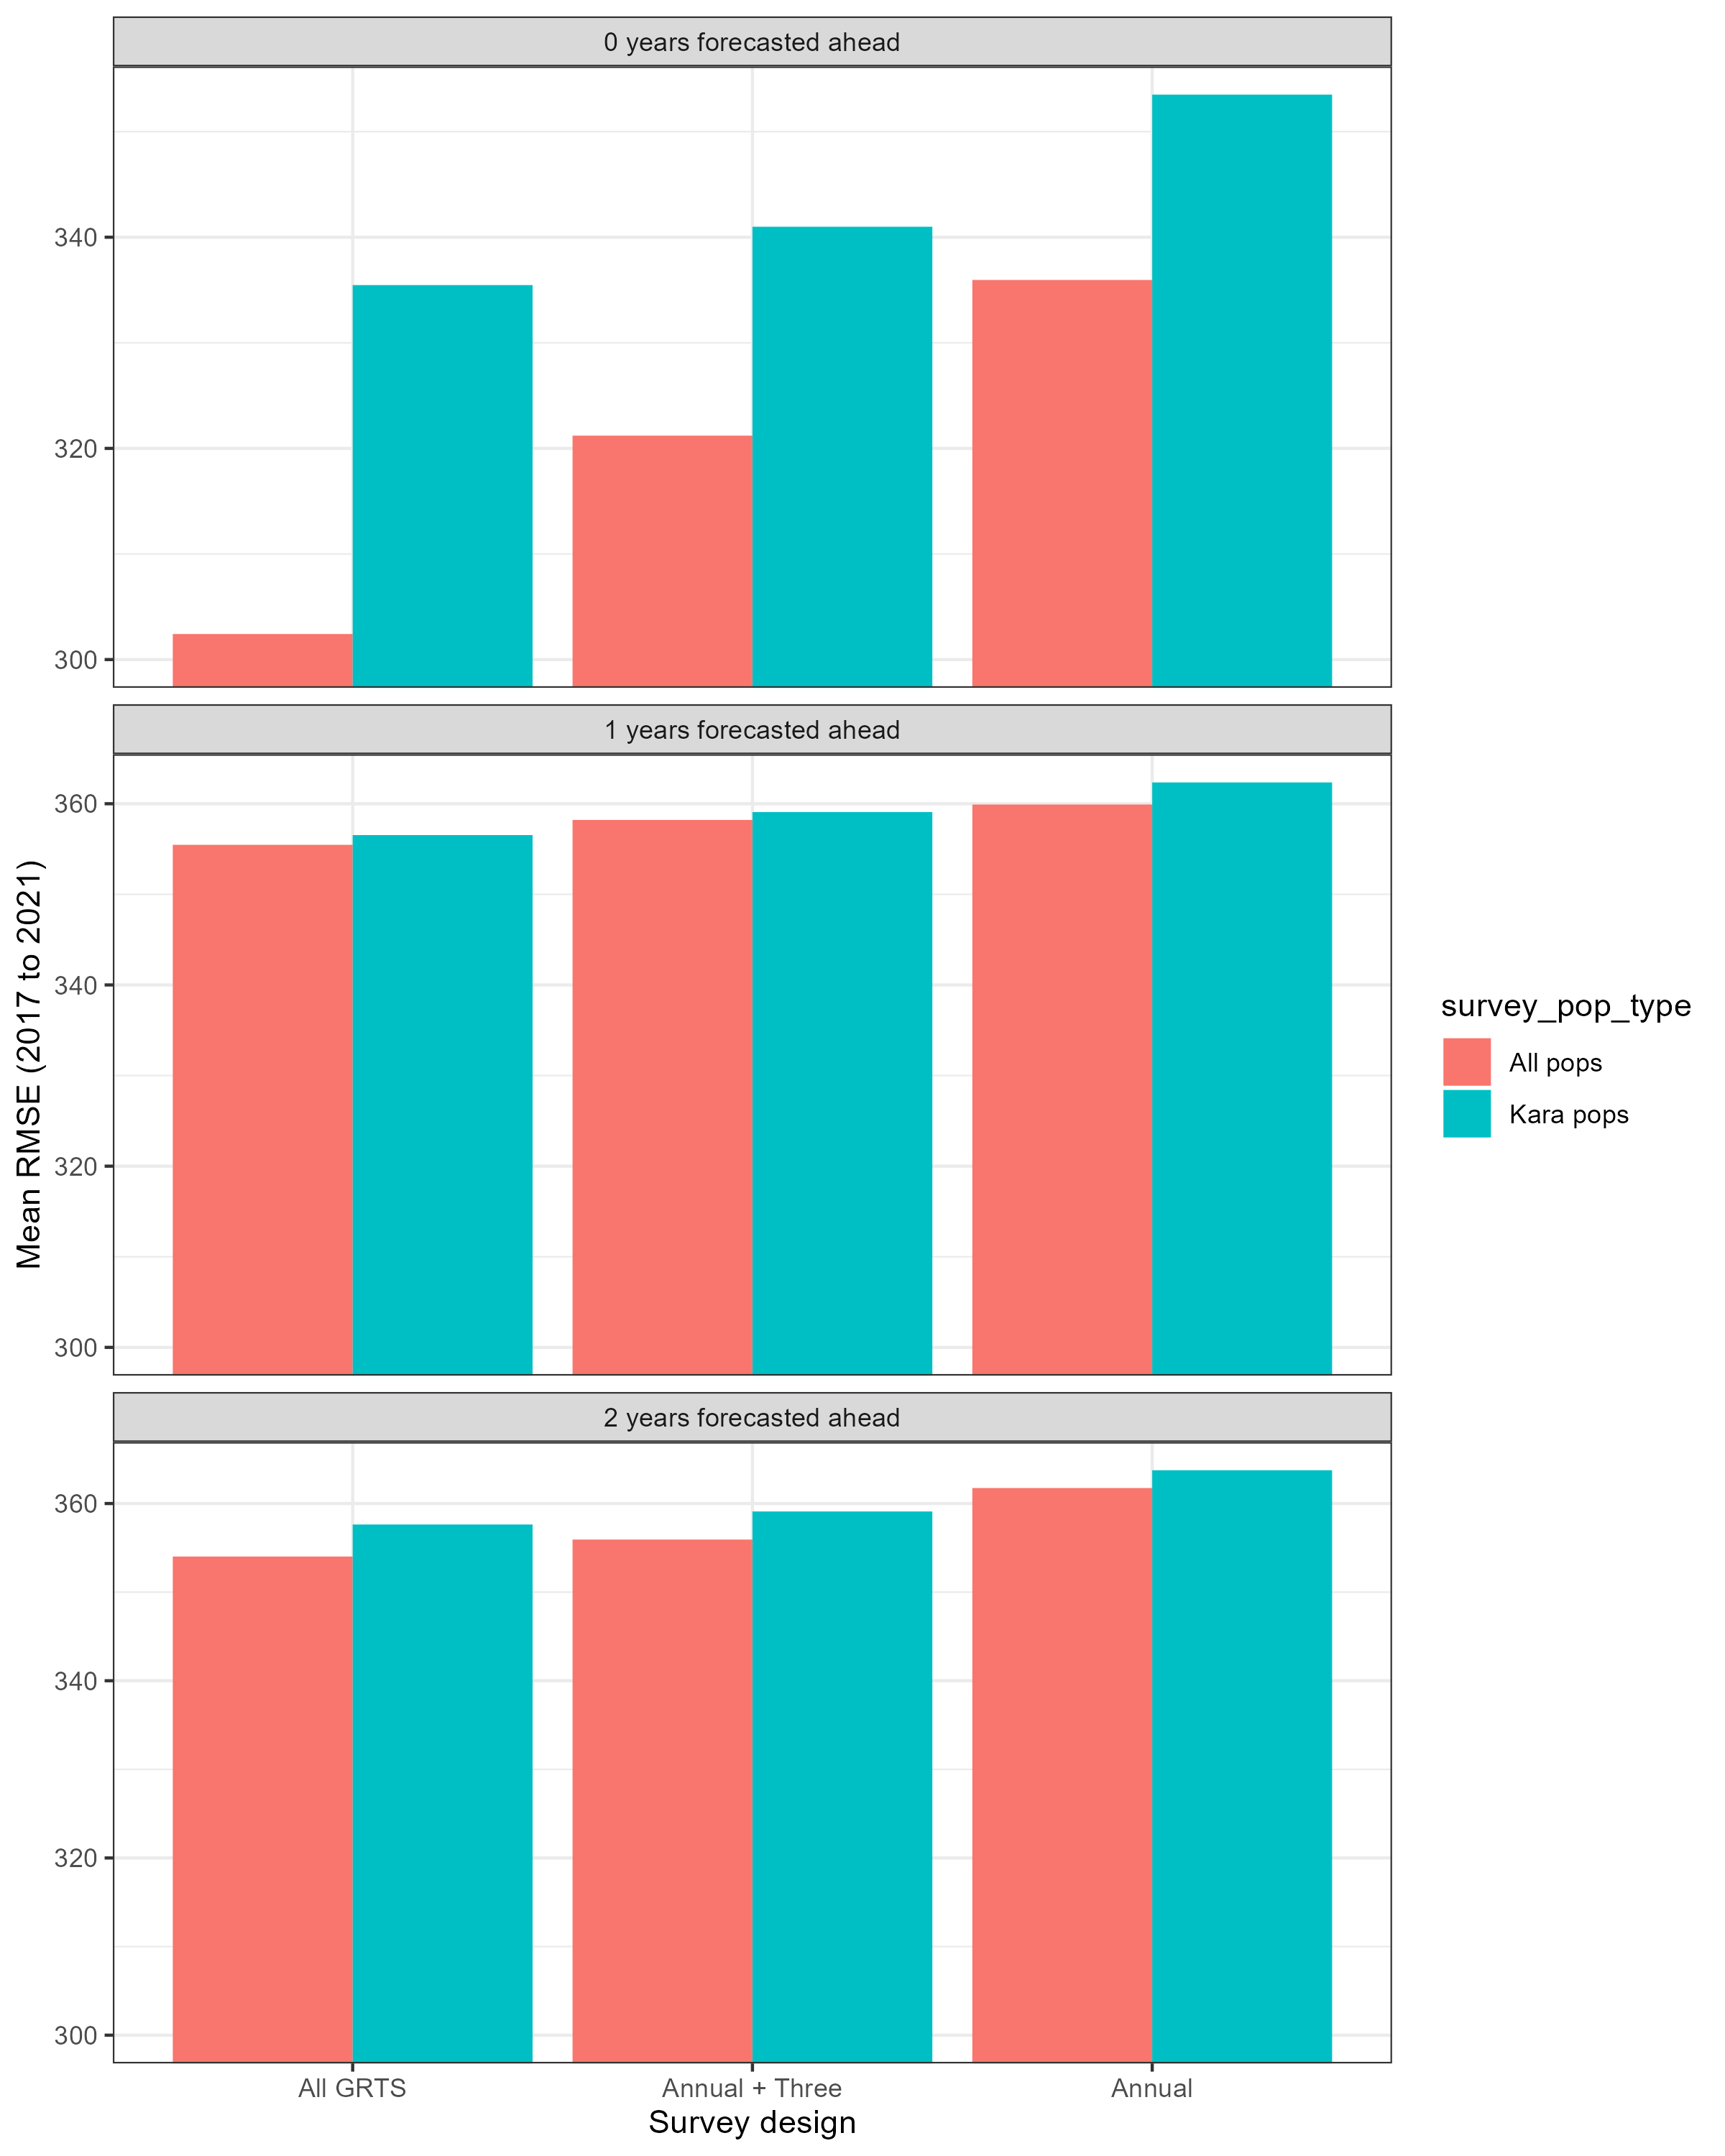 0 years forecasted ahead
340
320
300
1 years forecasted ahead
360
340
320
300
2 years forecasted ahead
360
340
320
300
All GRTS
Annual + Three
Annual
Survey design
Mean RMSE (2017 to 2021)
survey_pop_type
All pops
Kara pops